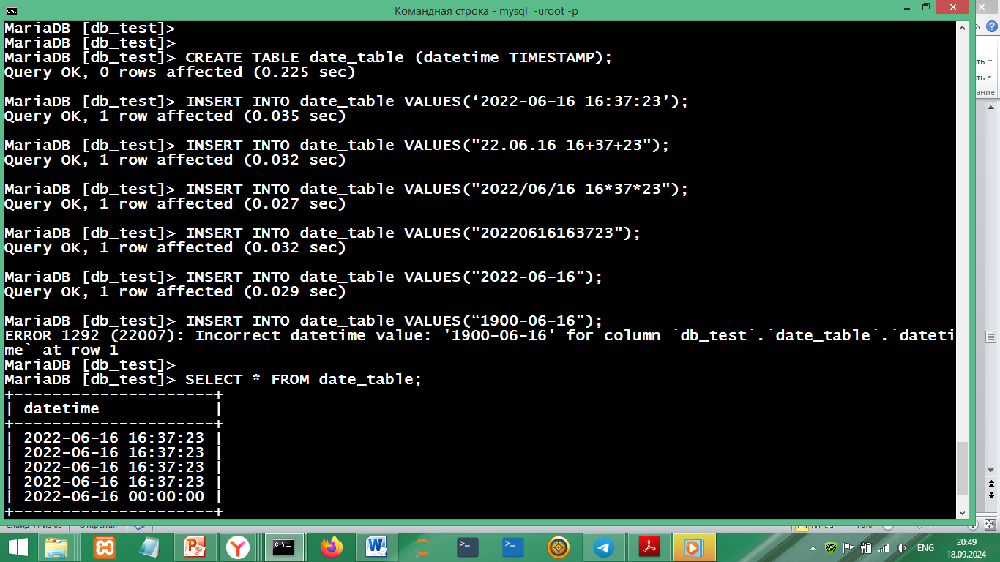 Командная строка - mysql -uroot -p
MariaDB [db_test]>
MariaDB [db_test]>
MariaDB [db_test]> CREATE TABLE date_table (datetime TIMESTAMP);
Query OK, 0 rows affected (0.225 sec)
MariaDB [db_test]> INSERT INTO date_table VALUES(‘2022-06-16 16:37:23’);
Query OK, 1 row affected (0.035 sec)
MariaDB [db_test]> INSERT INTO date_table VALUES("22.06.16 16+37+23");
Query OK, 1 row affected (0.032 sec)
MariaDB [db_test]> INSERT INTO date_table VALUES("2022/06/16 16*37*23");
Query OK, 1 row affected (0.027 sec)
MariaDB [db_test]> INSERT INTO date_table VALUES("20220616163723");
Query OK, 1 row affected (0.032 sec)
MariaDB [db_test]> INSERT INTO date_table VALUES("2022-06-16");
Query OK, 1 row affected (0.029 sec)
MariaDB [db_test]> INSERT INTO date_table VALUES(“1900-06-16");
ERROR 1292 (22007): Incorrect datetime value: '1900-06-16' for column `db_test`.`date_table`.`dateti
me` at row 1
MariaDB [db_test]>
MariaDB [db_test]> SELECT * FROM date_table;
+---------------------+
| datetime            |
+---------------------+
| 2022-06-16 16:37:23 |
| 2022-06-16 16:37:23 |
| 2022-06-16 16:37:23 |
| 2022-06-16 16:37:23 |
| 2022-06-16 00:00:00 |
+---------------------+
ENG
20:49
18.09.2024